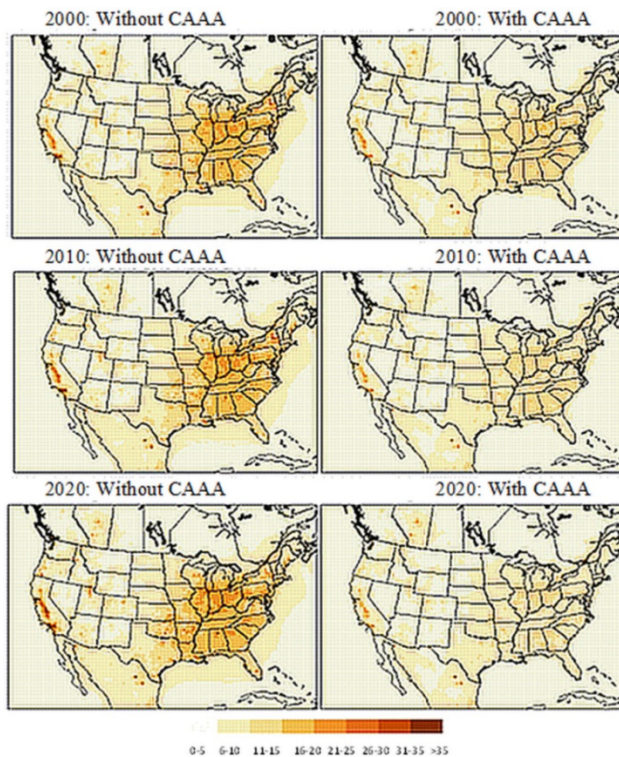 2000: Without CAAA
2000: With CAAA
2010: Without CAAA
2010: With CAAA
2020: Without CAAA
2020: With CAAA
0-5 6-10 11-15 16-20 21-25 26-30 31-35 >35